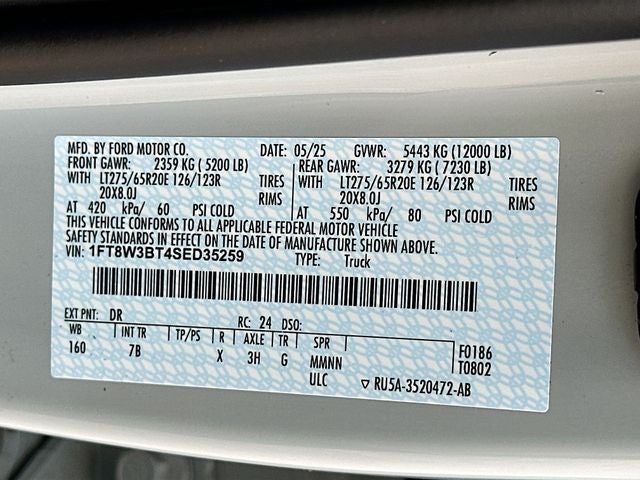 MFD. BY FORD MOTOR CO. DATE: 05/25 GVWR: 5443 KG (12000 LB)
FRONT GAWR: 2359 KG (5200 LB) REAR GAWR: 3279 KG (7230 LB)
WITH LT275/65R20E 126/123R TIRES WITH LT275/65R20E 126/123R TIRES
20X8.0J RIMS 20X8.0J RIMS
AT 420 kPa/ 60 PSI COLD AT 550 kPa/ 80 PSI COLD
THIS VEHICLE CONFORMS TO ALL APPLICABLE FEDERAL MOTOR VEHICLE
SAFETY STANDARDS IN EFFECT ON THE DATE OF MANUFACTURE SHOWN ABOVE.
VIN: 1FT8W3BT4SED35259 TYPE: Truck
EXT PNT: DR RC: 24 DSO:
WB INT TR TP/PS R AXLE TR SPR F0186
160 7B X 3H G MMNN T0802
ULC ▽ RU5A-3520472-AB